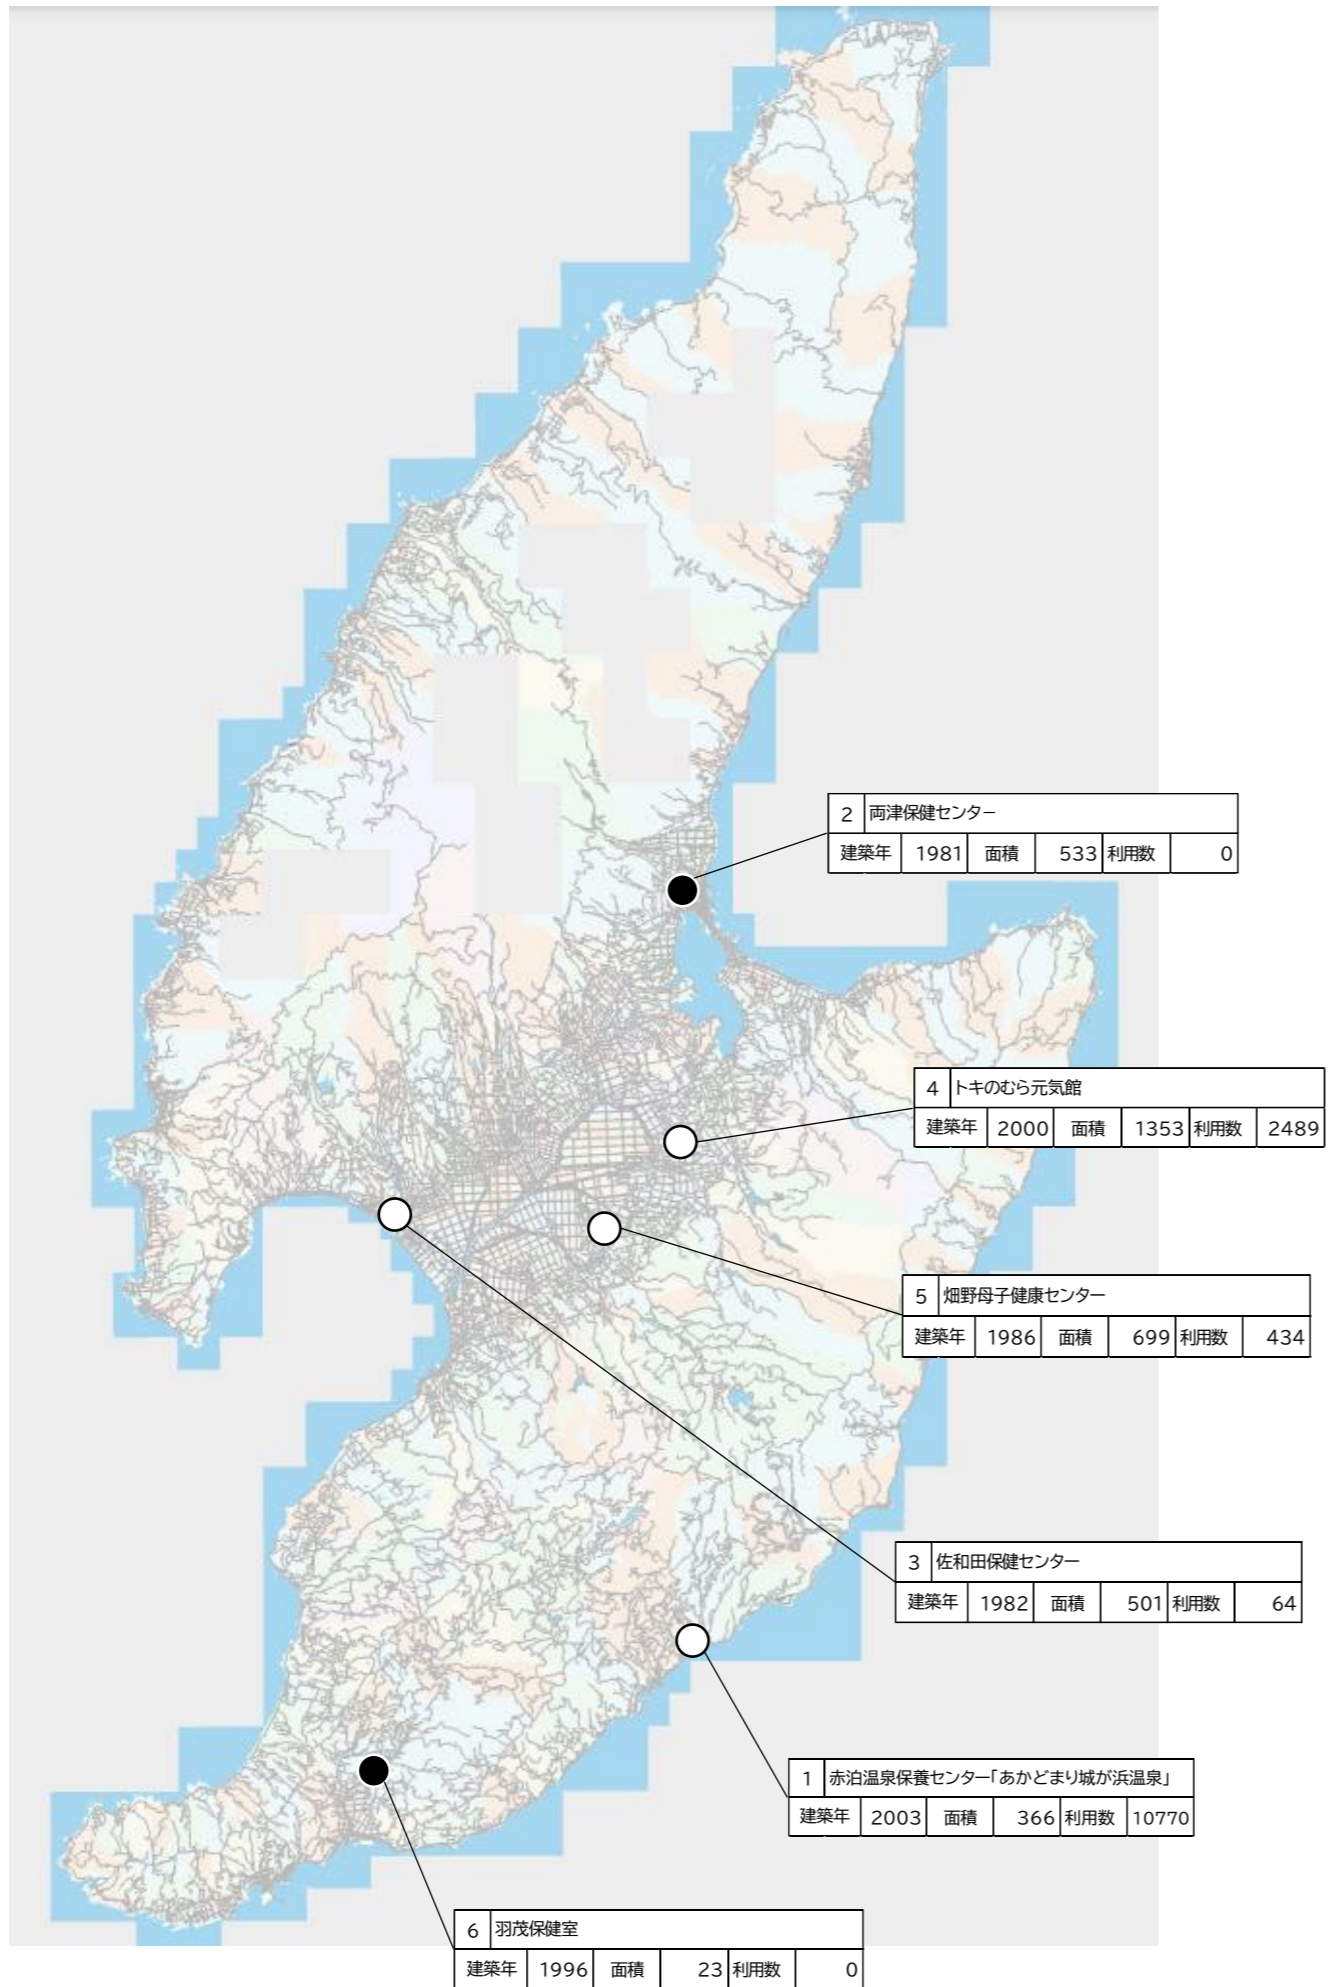 2 両津保健センター
建築年 1981 面積 533 利用数 0
4 トキのむら元気館
建築年 2000 面積 1353 利用数 2489
5 畑野母子健康センター
建築年 1986 面積 699 利用数 434
3 佐和田保健センター
建築年 1982 面積 501 利用数 64
1 赤泊温泉保養センター「あかどまり城が浜温泉」
建築年 2003 面積 366 利用数 10770
6 羽茂保健室
建築年 1996 面積 23 利用数 0